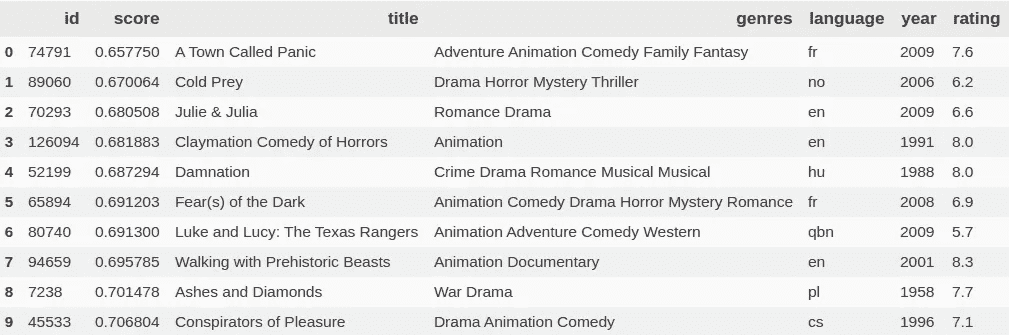 id score title genres language year rating
0 74791 0.657750 A Town Called Panic Adventure Animation Comedy Family Fantasy fr 2009 7.6
1 89060 0.670064 Cold Prey Drama Horror Mystery Thriller no 2006 6.2
2 70293 0.680508 Julie & Julia Romance Drama en 2009 6.6
3 126094 0.681883 Claymation Comedy of Horrors Animation en 1991 8.0
4 52199 0.687294 Damnation Crime Drama Romance Musical Musical hu 1988 8.0
5 65894 0.691203 Fear(s) of the Dark Animation Comedy Drama Horror Mystery Romance fr 2008 6.9
6 80740 0.691300 Luke and Lucy: The Texas Rangers Animation Adventure Comedy Western qbn 2009 5.7
7 94659 0.695785 Walking with Prehistoric Beasts Animation Documentary en 2001 8.3
8 7238 0.701478 Ashes and Diamonds War Drama pl 1958 7.7
9 45533 0.706804 Conspirators of Pleasure Drama Animation Comedy cs 1996 7.1